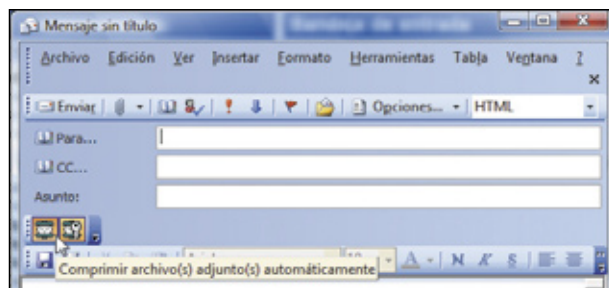 Mensaje sin título
Archivo Edición Ver Insertar Formato Herramientas Tabla Ventana ?
Enviar Opciones... HTML
Para...
CC...
Asunto:
A N K S
Comprimir archivo(s) adjunto(s) automáticamente